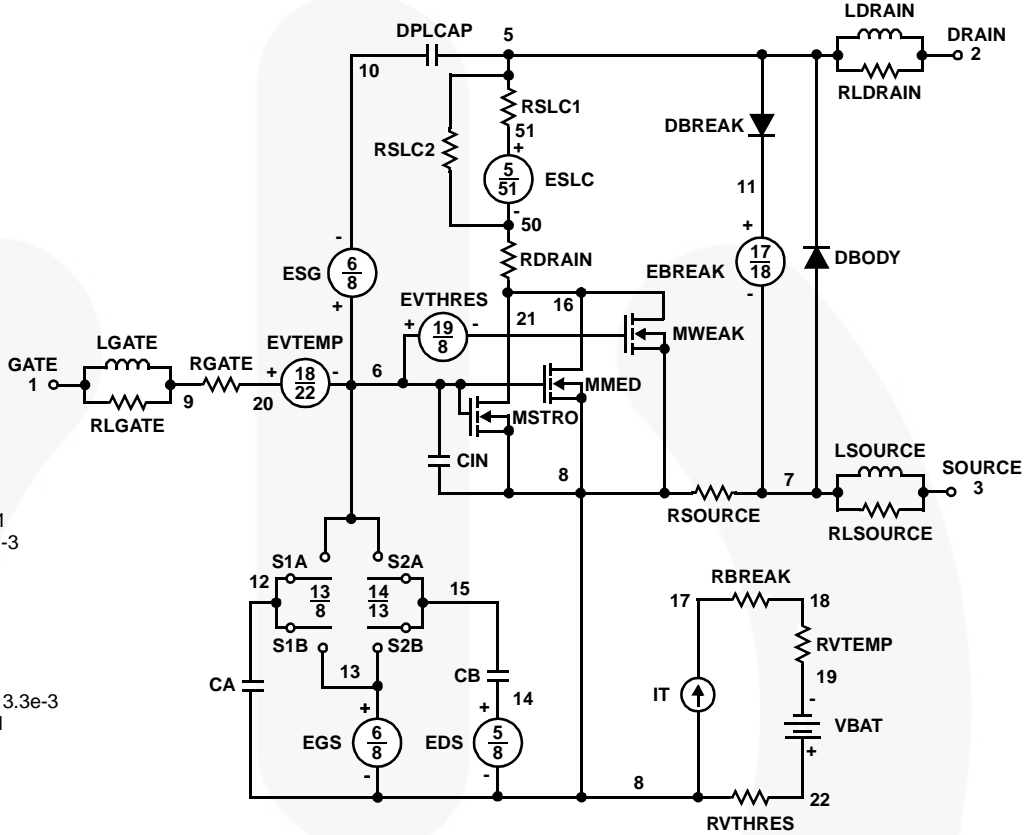 LDRAIN
DPLCAP
5
DRAIN
2
10
RLDRAIN
RSLC1
51
DBREAK
+
RSLC2
5
51
ESLC
11
-
50
-
+
17
18
RDRAIN
DBODY
6
8
ESG
EBREAK
-
+
EVTHRES
16
21
+
19
8
-
MWEAK
LGATE
EVTEMP
GATE
1
RGATE
+
18
22
-
6
MMED
9
20
MSTRO
RLGATE
LSOURCE
CIN
8
7
SOURCE
3
RSOURCE
RLSOURCE
-3
S1A
S2A
12
13
8
14
13
15
RBREAK
17
18
S1B
S2B
RVTEMP
13
CB
19
CA
14
IT
-
3.3e-3
+
+
VBAT
EGS
6
8
EDS
5
8
+
-
-
8
22
RVTHRES